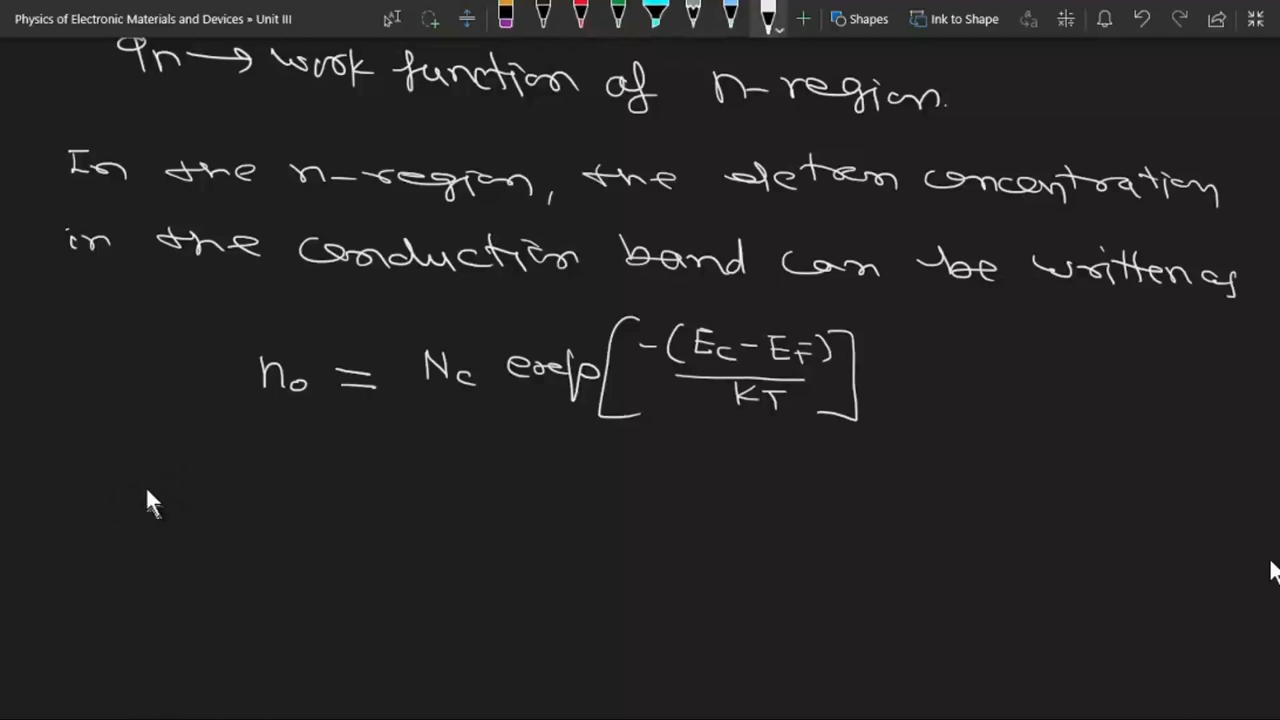 Physics of Electronic Materials and Devices » Unit III
Shapes
Ink to Shape
φn → work function of n-region.
In the n-region, the electron concentration
in the conduction band can be written as
n₀ = Nc exp[-(Ec - EF)/KT]